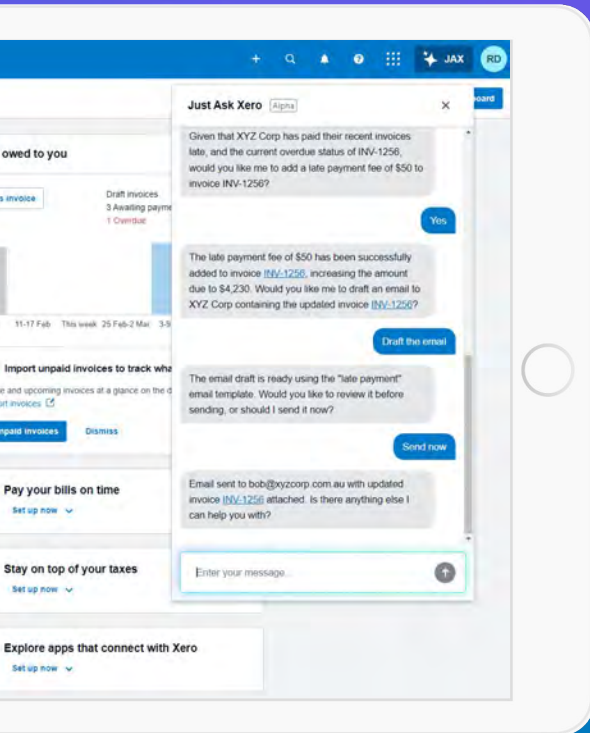 JAX
RD
Just Ask Xero Alpha
board
Given that XYZ Corp has paid their recent invoices
late, and the current overdue status of INV-1256,
would you like me to add a late payment fee of $50 to
invoice INV-1256?
Yes
The late payment fee of $50 has been successfully
added to invoice INV-1256, increasing the amount
due to $4,230. Would you like me to draft an email to
XYZ Corp containing the updated invoice INV-1256?
Draft the email
The email draft is ready using the "late payment"
email template. Would you like to review it before
sending, or should I send it now?
Send now
Email sent to bob@xyzcorp.com.au with updated
invoice INV-1256 attached. Is there anything else I
can help you with?
Enter your message...
owed to you
invoice
Draft invoices
3 Awaiting payme
1 Overdue
11-17 Feb This week 25 Feb-2 Mar 3-9
Import unpaid invoices to track wha
e and upcoming invoices at a glance on the d
ort invoices
npaid invoices Dismiss
Pay your bills on time
Set up now
Stay on top of your taxes
Set up now
Explore apps that connect with Xero
Set up now